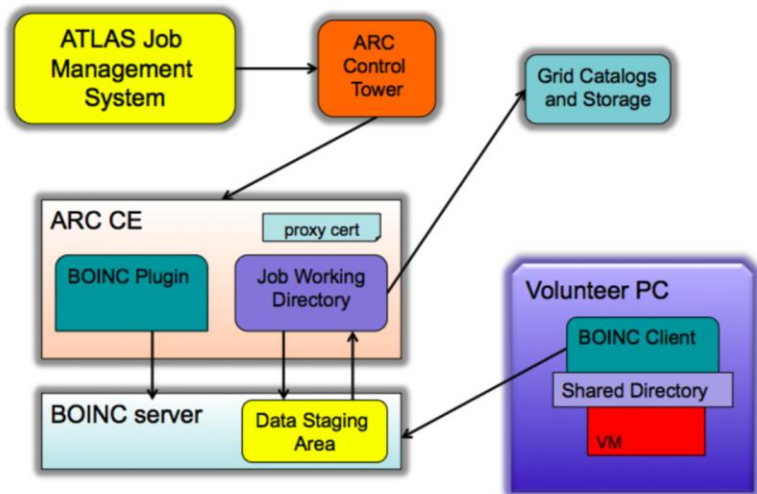 ATLAS Job
Management
System
ARC
Control
Tower
Grid Catalogs
and Storage
ARC CE
proxy cert
BOINC Plugin
Job Working
Directory
Volunteer PC
BOINC Client
Shared Directory
VM
BOINC server
Data Staging
Area